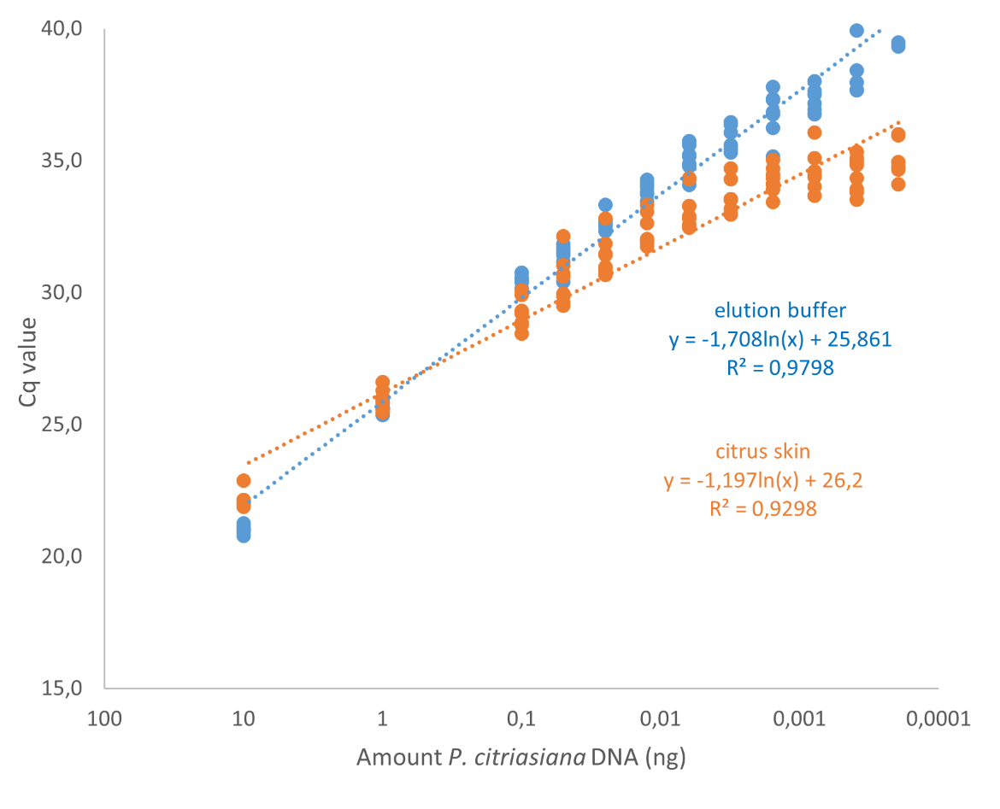 40,0
35,0
30,0
25,0
20,0
15,0
Cq value
elution buffer
y = -1,708ln(x) + 25,861
R² = 0,9798
citrus skin
y = -1,197ln(x) + 26,2
R² = 0,9298
100 10 1 0,1 0,01 0,001 0,0001
Amount P. citriasiana DNA (ng)